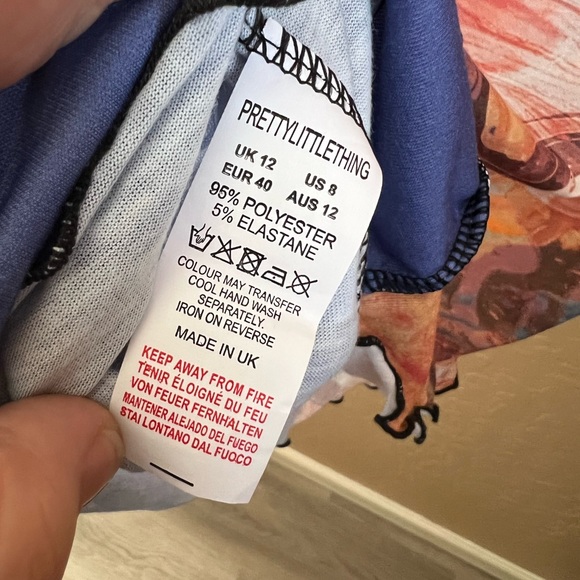 PRETTYLITTLETHING
UK 12 US 8
EUR 40 AUS 12
95% POLYESTER
5% ELASTANE
COLOUR MAY TRANSFER
COOL HAND WASH
SEPARATELY.
IRON ON REVERSE
MADE IN UK
KEEP AWAY FROM FIRE
TENIR ÉLOIGNÉ DU FEU
VON FEUER FERNHALTEN
MANTENER ALEJADO DEL FUEGO
STAI LONTANO DAL FUOCO